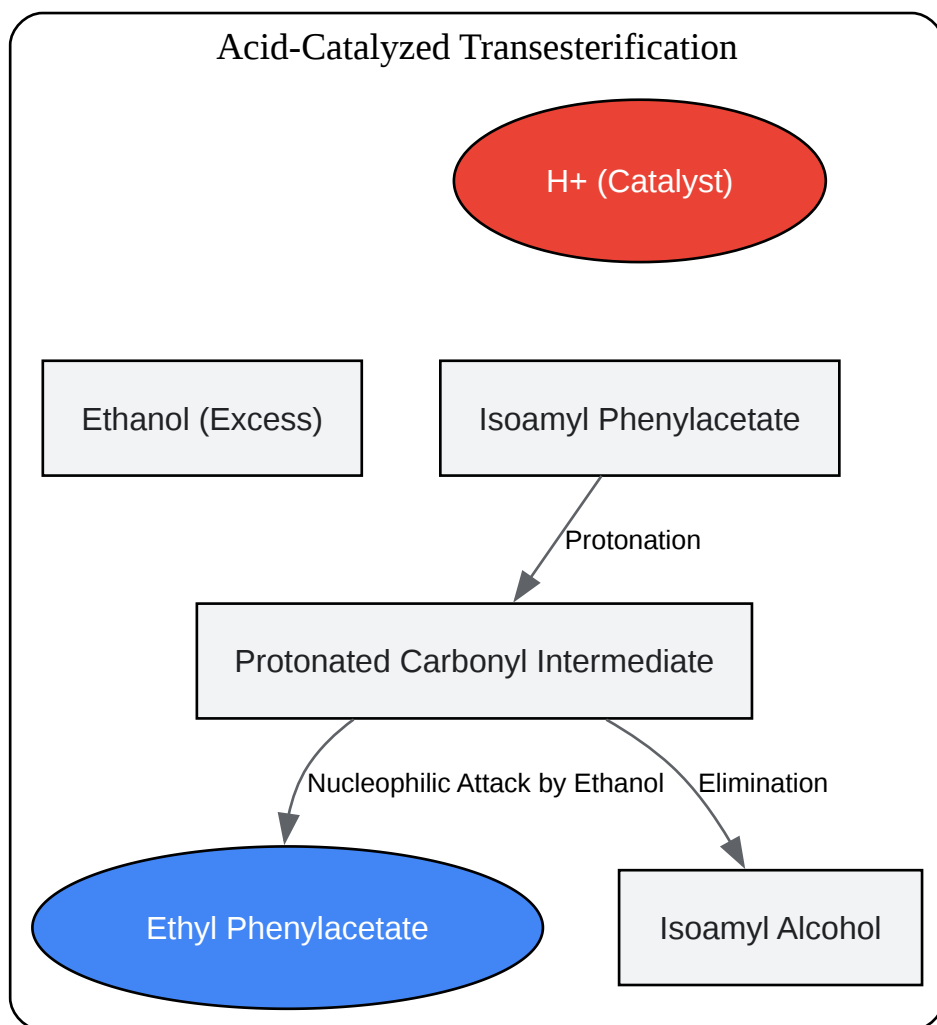 Acid-Catalyzed Transesterification
H+ (Catalyst)
Ethanol (Excess)
Isoamyl Phenylacetate
Protonation
Protonated Carbonyl Intermediate
Nucleophilic Attack by Ethanol
Elimination
Ethyl Phenylacetate
Isoamyl Alcohol